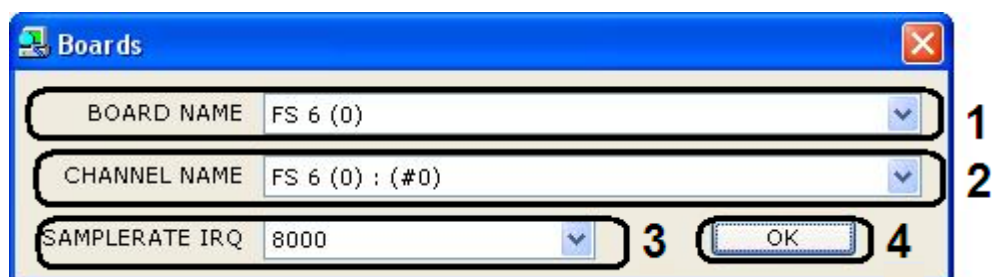 Boards
BOARD NAME FS 6 (0) 1
CHANNEL NAME FS 6 (0) : (#0) 2
SAMPLERATE IRQ 8000 3 OK 4